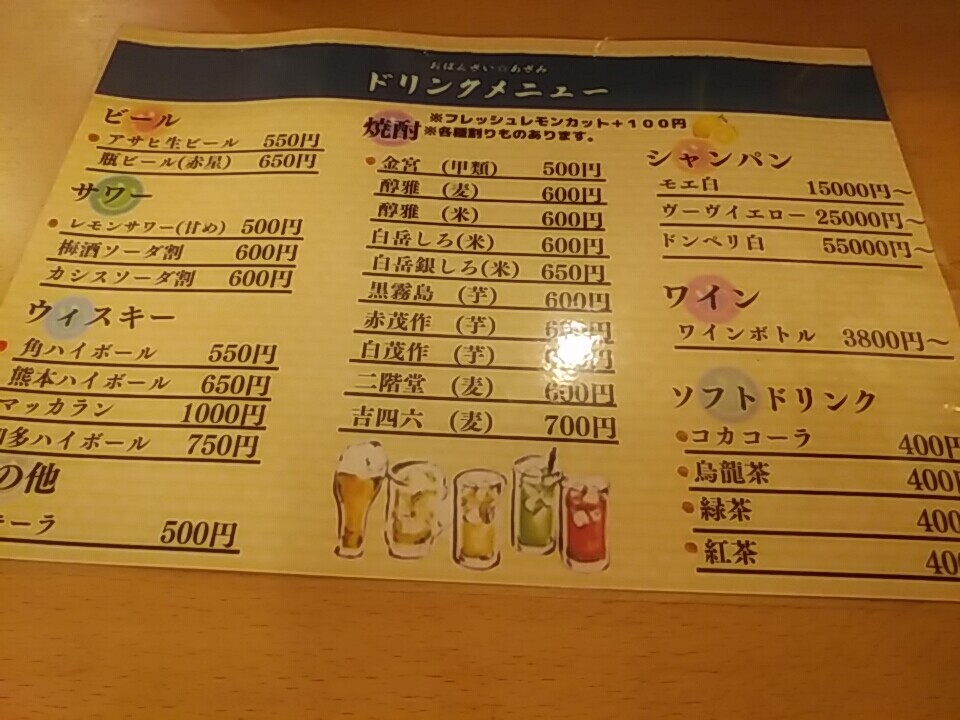 おばんざい☆あざみ
ドリンクメニュー
ビール
アサヒ生ビール 550円
瓶ビール(赤星) 650円
サワー
レモンサワー(甘め) 500円
梅酒ソーダ割 600円
カシスソーダ割 600円
ウィスキー
角ハイボール 550円
熊本ハイボール 650円
マッカラン 1000円
多ハイボール 750円
の他
キーラ 500円
焼酎
※フレッシュレモンカット+100円
※各種割りものあります。
金宮 (甲類) 500円
醇雅 (麦) 600円
醇雅 (米) 600円
白岳しろ(米) 600円
白岳銀しろ(米) 650円
黒霧島 (芋) 600円
赤茂作 (芋) 円
白茂作 (芋) 円
二階堂 (麦) 600円
吉四六 (麦) 700円
シャンパン
モエ白 15000円~
ヴーヴイエロー 25000円~
ドンペリ白 55000円~
ワイン
ワインボトル 3800円~
ソフトドリンク
コカコーラ 400円
烏龍茶 400円
緑茶 400
紅茶 40